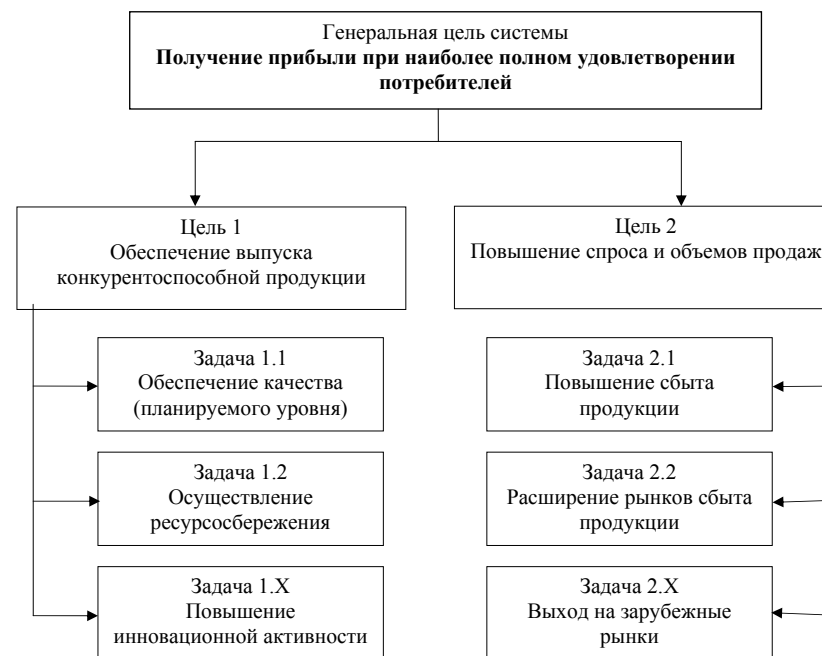 Генеральная цель системы
Получение прибыли при наиболее полном удовлетворении
потребителей
Цель 1
Обеспечение выпуска
конкурентоспособной продукции
Цель 2
Повышение спроса и объемов продаж
Задача 1.1
Обеспечение качества
(планируемого уровня)
Задача 2.1
Повышение сбыта
продукции
Задача 1.2
Осуществление
ресурсосбережения
Задача 2.2
Расширение рынков сбыта
продукции
Задача 1.X
Повышение
инновационной активности
Задача 2.X
Выход на зарубежные
рынки